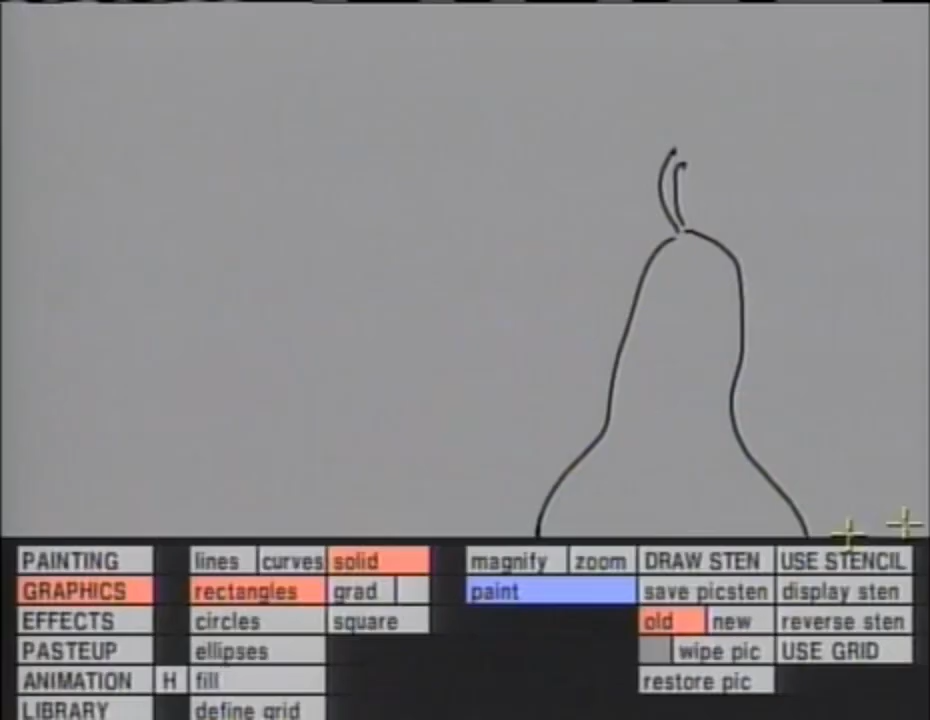 PAINTING lines curves solid magnify zoom DRAW STEN USE STENCIL
GRAPHICS rectangles grad paint save picsten display sten
EFFECTS circles square old new reverse sten
PASTEUP ellipses wipe pic USE GRID
ANIMATION H fill restore pic
LIBRARY define grid